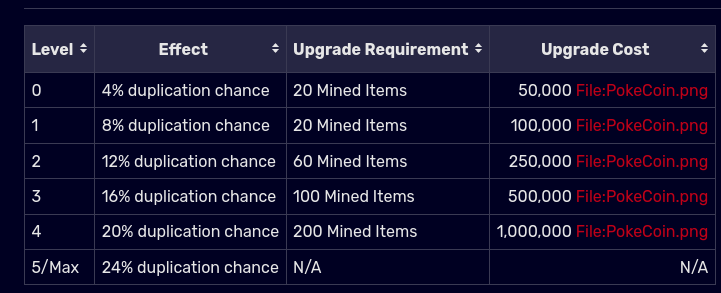 Level Effect Upgrade Requirement Upgrade Cost
0 4% duplication chance 20 Mined Items 50,000 File:PokeCoin.png
1 8% duplication chance 20 Mined Items 100,000 File:PokeCoin.png
2 12% duplication chance 60 Mined Items 250,000 File:PokeCoin.png
3 16% duplication chance 100 Mined Items 500,000 File:PokeCoin.png
4 20% duplication chance 200 Mined Items 1,000,000 File:PokeCoin.png
5/Max 24% duplication chance N/A N/A